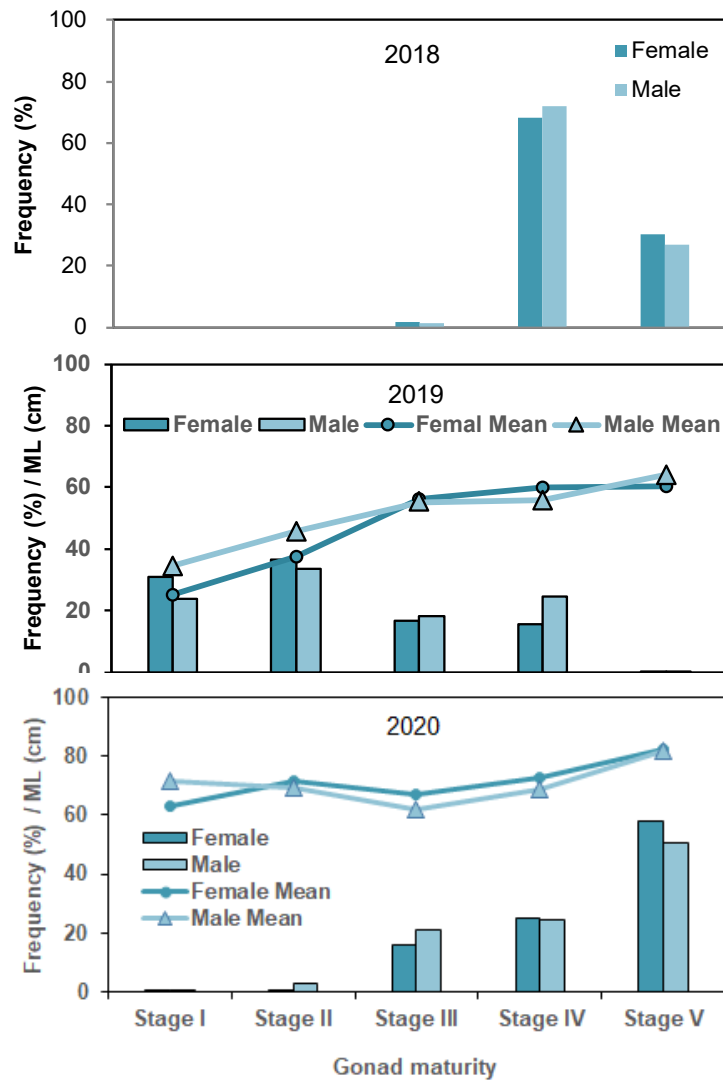 100
80
60
40
20
0
Frequency (%)
2018
Female
Male
100
80
60
40
20
0
Frequency (%) / ML (cm)
2019
Female Male Femal Mean Male Mean
100
80
60
40
20
0
Frequency (%) / ML (cm)
2020
Female
Male
Female Mean
Male Mean
Stage I Stage II Stage III Stage IV Stage V
Gonad maturity